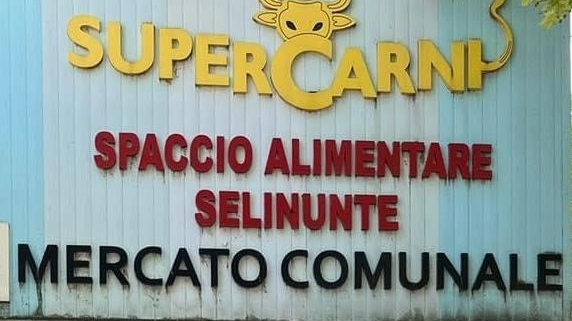 SUPERCARNI
SPACCIO ALIMENTARE
SELINUNTE
MERCATO COMUNALE